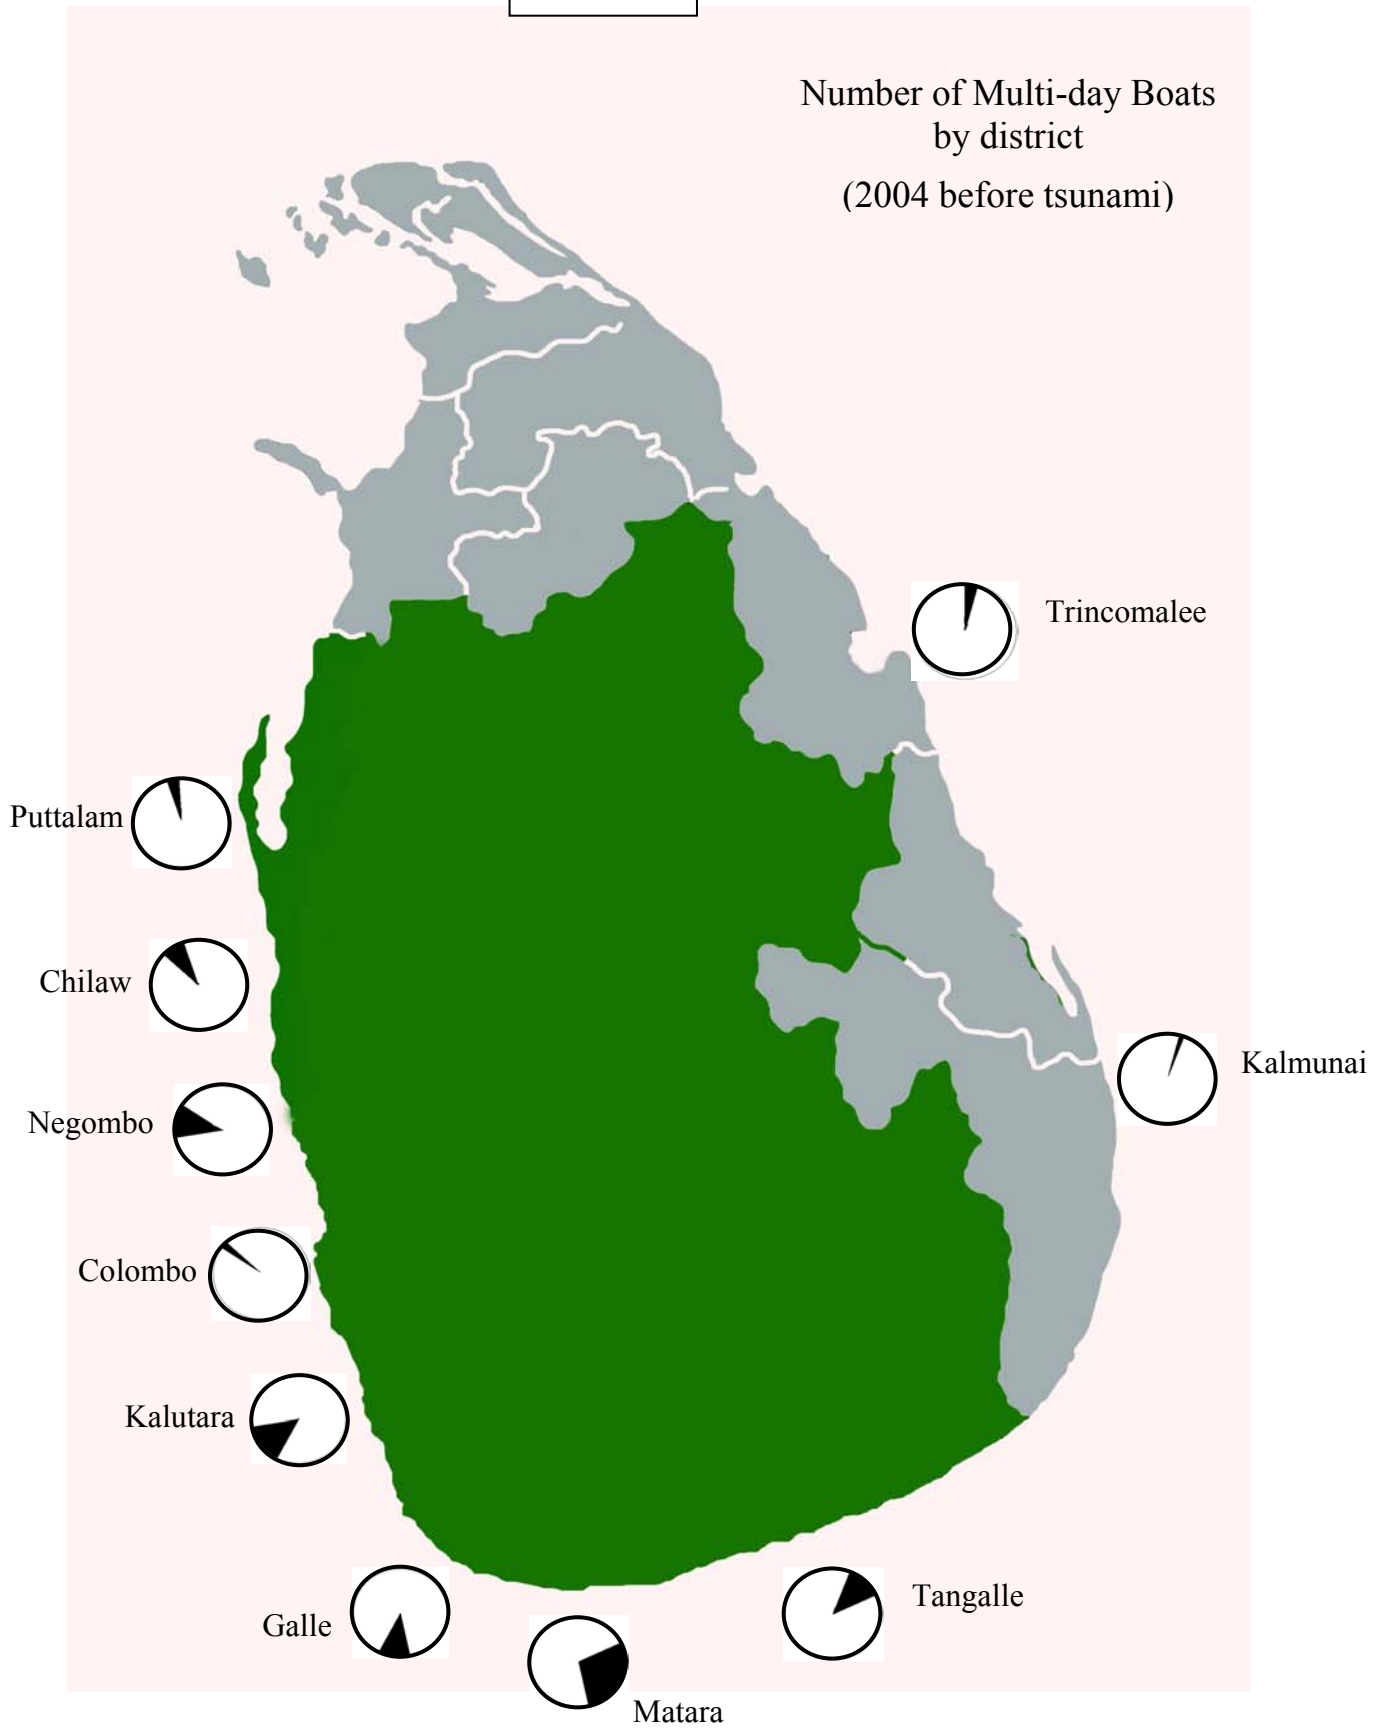 Number of Multi-day Boats
by district
(2004 before tsunami)
Trincomalee
Puttalam
Chilaw
Kalmunai
Negombo
Colombo
Kalutara
Tangalle
Galle
Matara